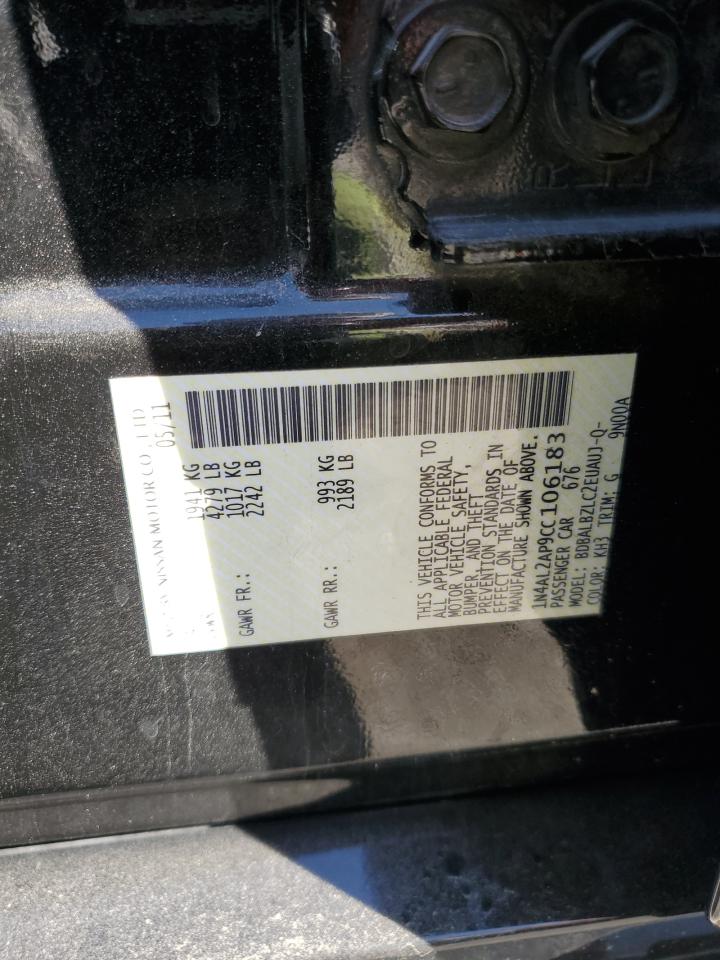 NISSAN MOTOR CO., LTD
05/11
1941 KG
4279 LB
GAWR FR.: 1017 KG
2242 LB
GAWR RR.: 993 KG
2189 LB
THIS VEHICLE CONFORMS TO
ALL APPLICABLE FEDERAL
MOTOR VEHICLE SAFETY,
BUMPER, AND THEFT
PREVENTION STANDARDS IN
EFFECT ON THE DATE OF
MANUFACTURE SHOWN ABOVE.
1N4AL2AP9CC106183
PASSENGER CAR 676
MODEL: BDBALBZLC2EUAUJ-Q-
COLOR: KH3 TRIM: G 9N00A